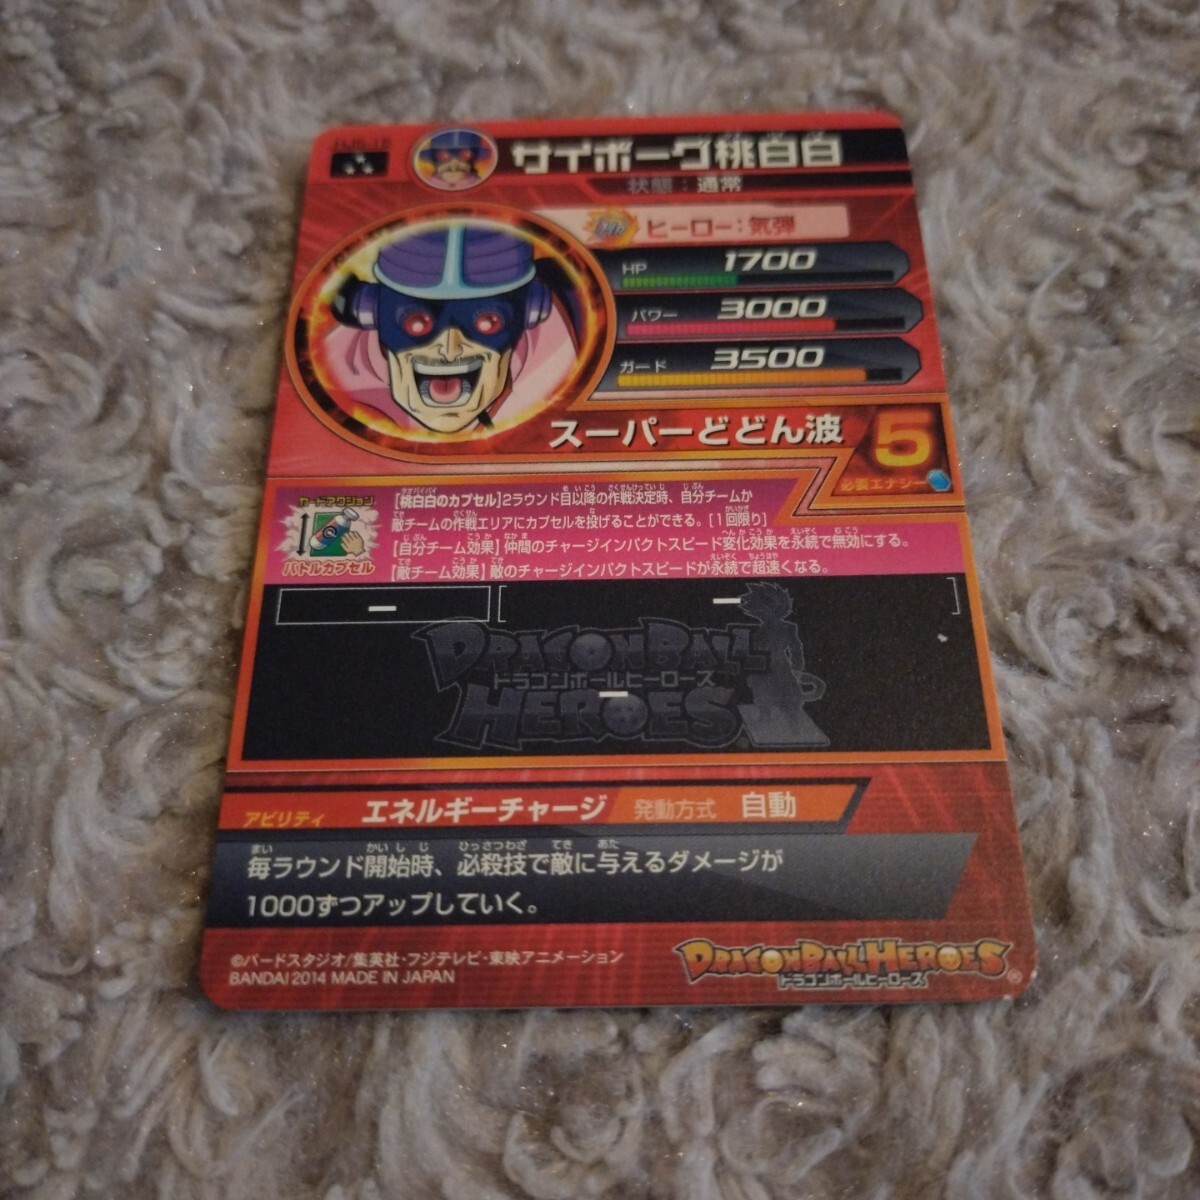 サイボーグ桃白白
状態：通常
ヒーロー：気弾
HP 1700
パワー 3000
ガード 3500
スーパーどどん波
5
必要エナジー
カードアクション
バトルカプセル
[桃白白のカプセル]2ラウンド目以降の作戦決定時、自分チームか
敵チームの作戦エリアにカプセルを投げることができる。[1回限り]
[自分チーム効果]仲間のチャージインパクトスピード変化効果を永続で無効にする。
[敵チーム効果]敵のチャージインパクトスピードが永続で超速くなる。
DRAGONBALL
ドラゴンボールヒーローズ
HEROES
アビリティ エネルギーチャージ 発動方式 自動
毎ラウンド開始時、必殺技で敵に与えるダメージが
1000ずつアップしていく。
©バードスタジオ/集英社・フジテレビ・東映アニメーション
BANDAI 2014 MADE IN JAPAN
DRAGONBALL HEROES
ドラゴンボールヒーローズ